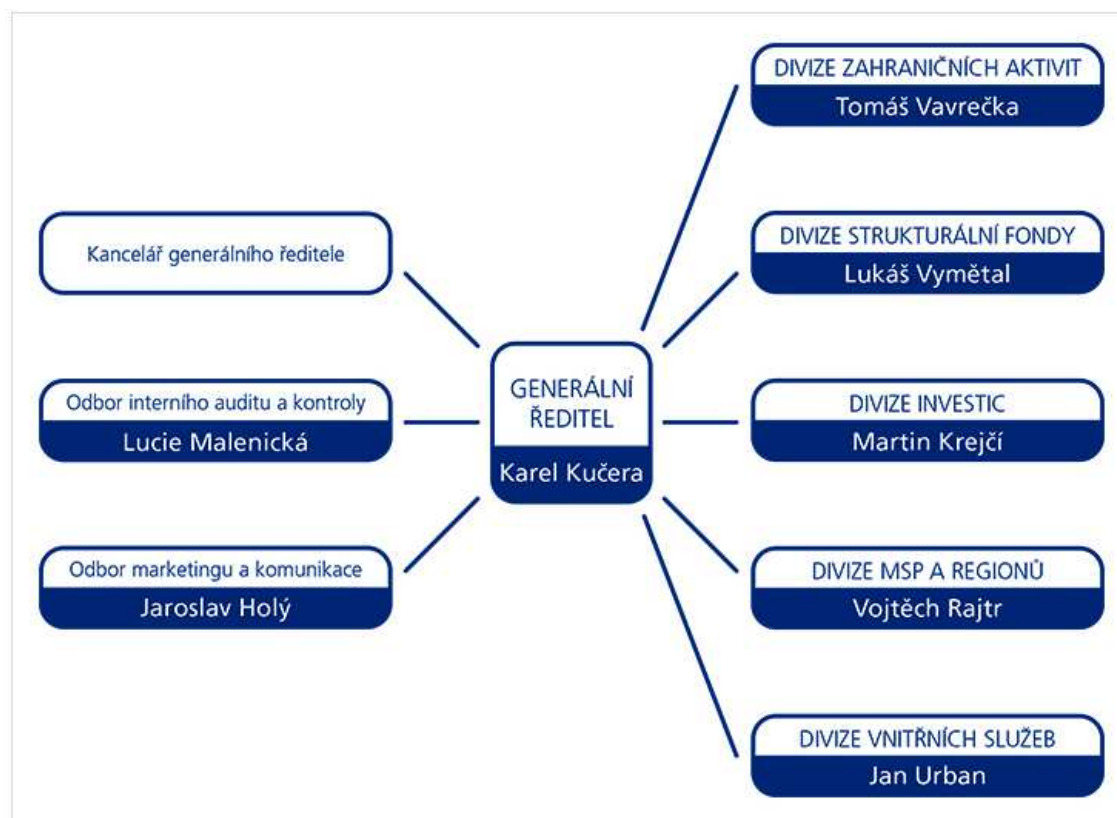 Kancelář generálního ředitele
Odbor interního auditu a kontroly
Lucie Malenická
Odbor marketingu a komunikace
Jaroslav Holý
GENERÁLNÍ
ŘEDITEL
Karel Kučera
DIVIZE ZAHRANIČNÍCH AKTIVIT
Tomáš Vavrečka
DIVIZE STRUKTURÁLNÍ FONDY
Lukáš Vymětal
DIVIZE INVESTIC
Martin Krejčí
DIVIZE MSP A REGIONŮ
Vojtěch Rajtr
DIVIZE VNITŘNÍCH SLUŽEB
Jan Urban